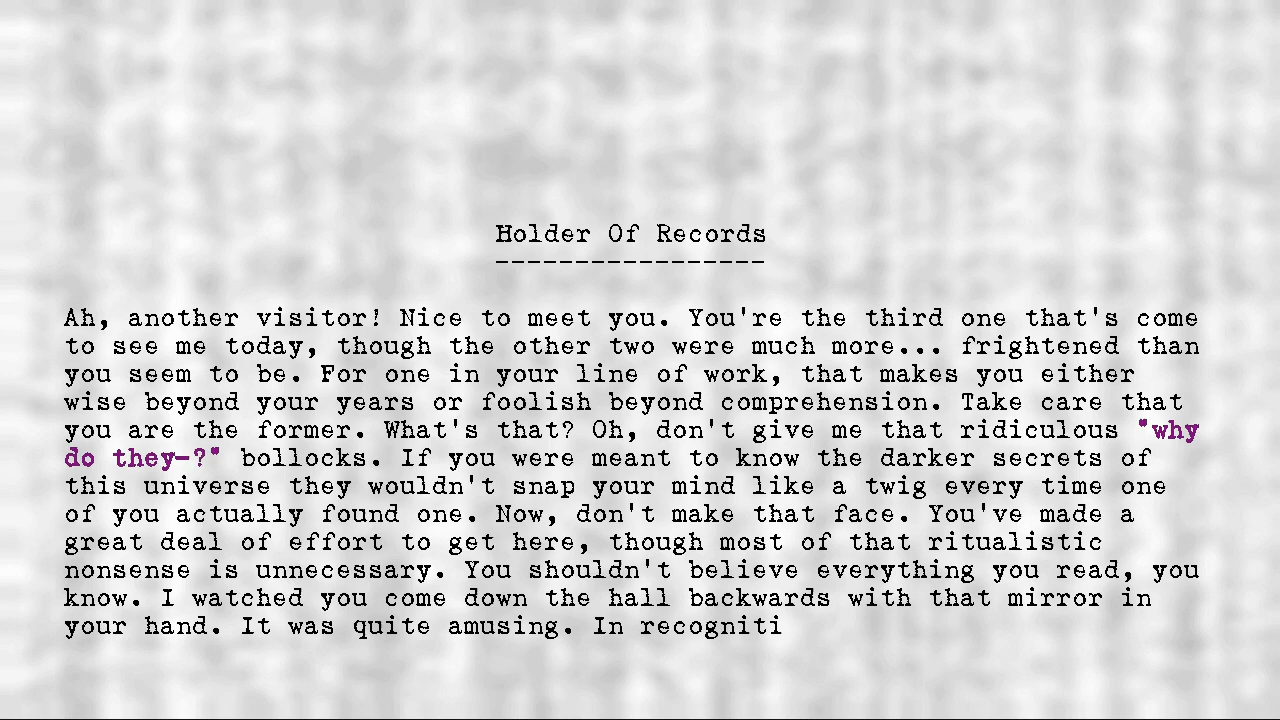 Holder Of Records
-----------------
Ah, another visitor! Nice to meet you. You're the third one that's come
to see me today, though the other two were much more... frightened than
you seem to be. For one in your line of work, that makes you either
wise beyond your years or foolish beyond comprehension. Take care that
you are the former. What's that? Oh, don't give me that ridiculous "why
do they-?" bollocks. If you were meant to know the darker secrets of
this universe they wouldn't snap your mind like a twig every time one
of you actually found one. Now, don't make that face. You've made a
great deal of effort to get here, though most of that ritualistic
nonsense is unnecessary. You shouldn't believe everything you read, you
know. I watched you come down the hall backwards with that mirror in
your hand. It was quite amusing. In recogniti